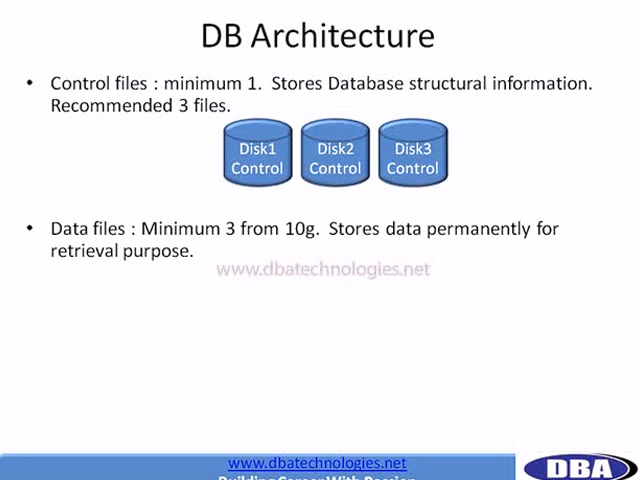 DB Architecture
• Control files : minimum 1. Stores Database structural information.
Recommended 3 files.
Disk1 Disk2 Disk3
Control Control Control
• Data files : Minimum 3 from 10g. Stores data permanently for
retrieval purpose.
www.dbatechnologies.net
www.dbatechnologies.net
Building Career With Passion
DBA